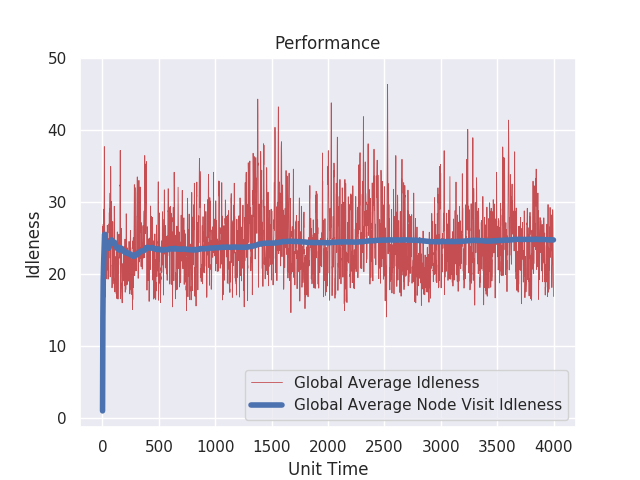 Performance
50
40
30
20
10
0
Idleness
Global Average Idleness
Global Average Node Visit Idleness
0 500 1000 1500 2000 2500 3000 3500 4000
Unit Time